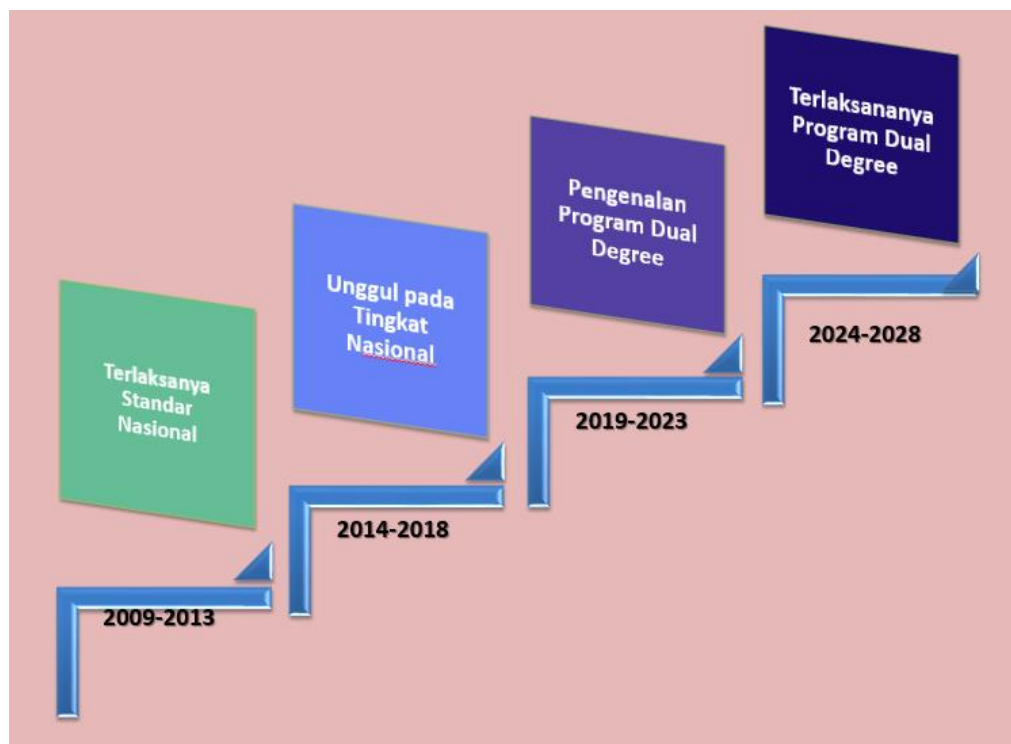 Terlaksanya
Standar
Nasional
2009-2013
Unggul pada
Tingkat
Nasional
2014-2018
Pengenalan
Program Dual
Degree
2019-2023
Terlaksananya
Program Dual
Degree
2024-2028